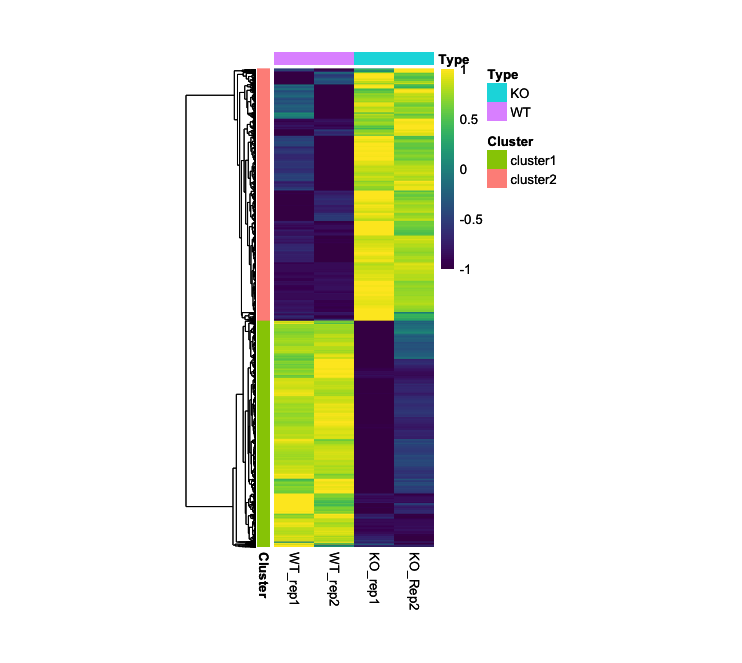 Type
1
0.5
0
-0.5
-1
Type
KO
WT
Cluster
cluster1
cluster2
Cluster
WT_rep1
WT_rep2
KO_rep1
KO_Rep2